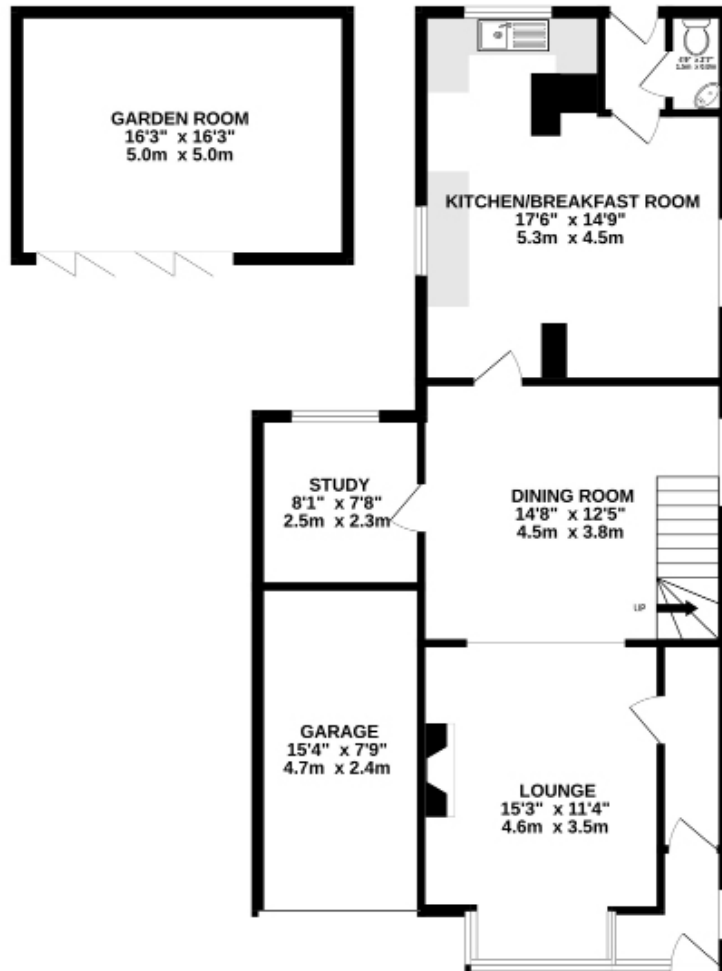 GARDEN ROOM
16'3" x 16'3"
5.0m x 5.0m
KITCHEN/BREAKFAST ROOM
17'6" x 14'9"
5.3m x 4.5m
STUDY
8'1" x 7'8"
2.5m x 2.3m
DINING ROOM
14'8" x 12'5"
4.5m x 3.8m
UP
GARAGE
15'4" x 7'9"
4.7m x 2.4m
LOUNGE
15'3" x 11'4"
4.6m x 3.5m